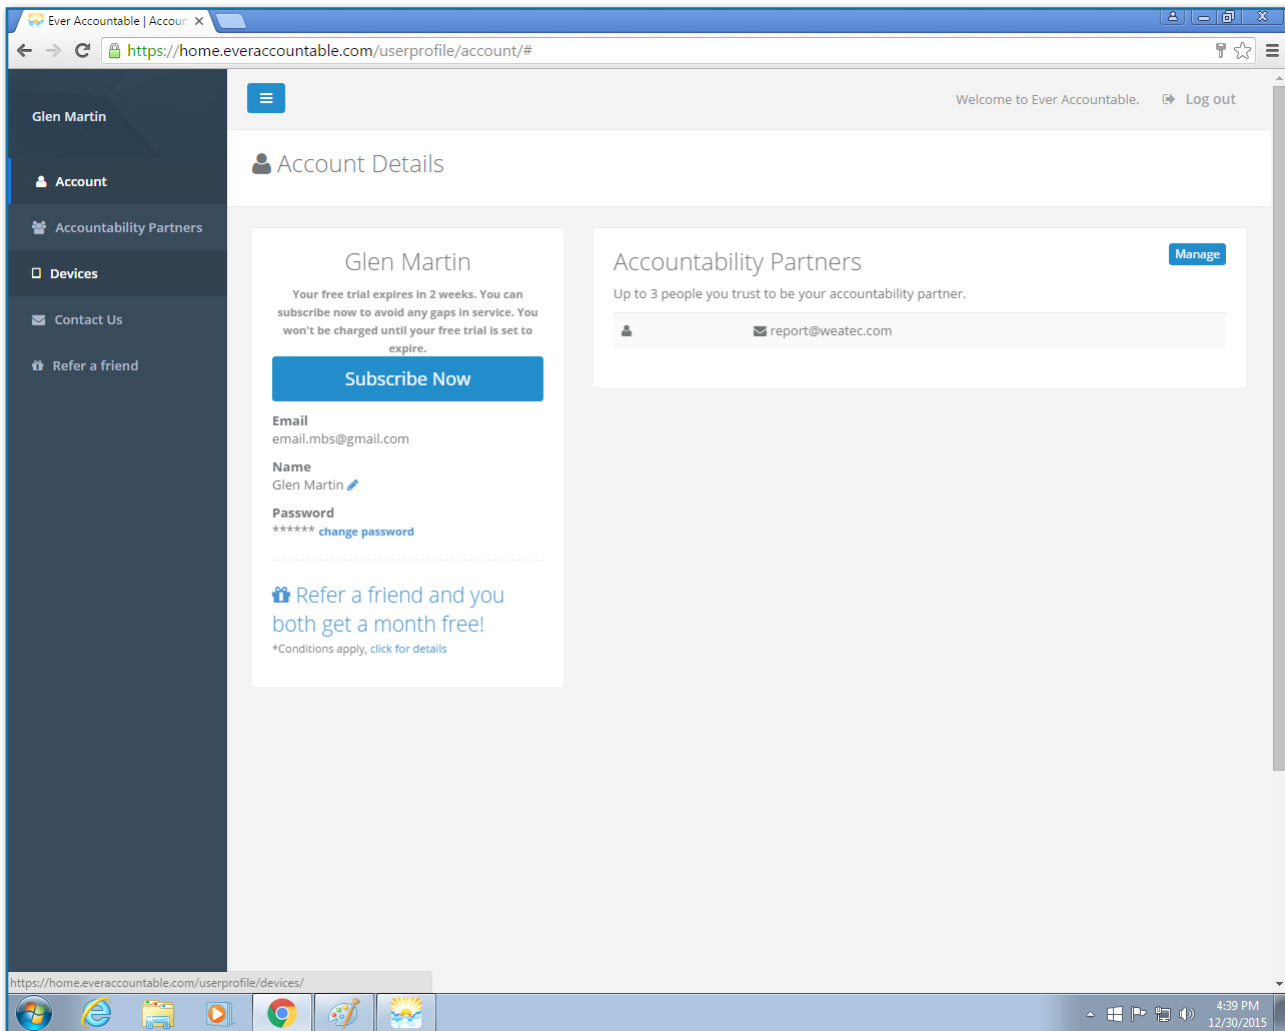 Ever Accountable | Accoun
https://home.everaccountable.com/userprofile/account/#
Glen Martin
Account
Accountability Partners
Devices
Contact Us
Refer a friend
Welcome to Ever Accountable.
Log out
Account Details
Glen Martin
Your free trial expires in 2 weeks. You can
subscribe now to avoid any gaps in service. You
won't be charged until your free trial is set to
expire.
Subscribe Now
Email
email.mbs@gmail.com
Name
Glen Martin
Password
****** change password
Refer a friend and you
both get a month free!
*Conditions apply, click for details
Accountability Partners
Manage
Up to 3 people you trust to be your accountability partner.
report@weatec.com
https://home.everaccountable.com/userprofile/devices/
4:39 PM
12/30/2015